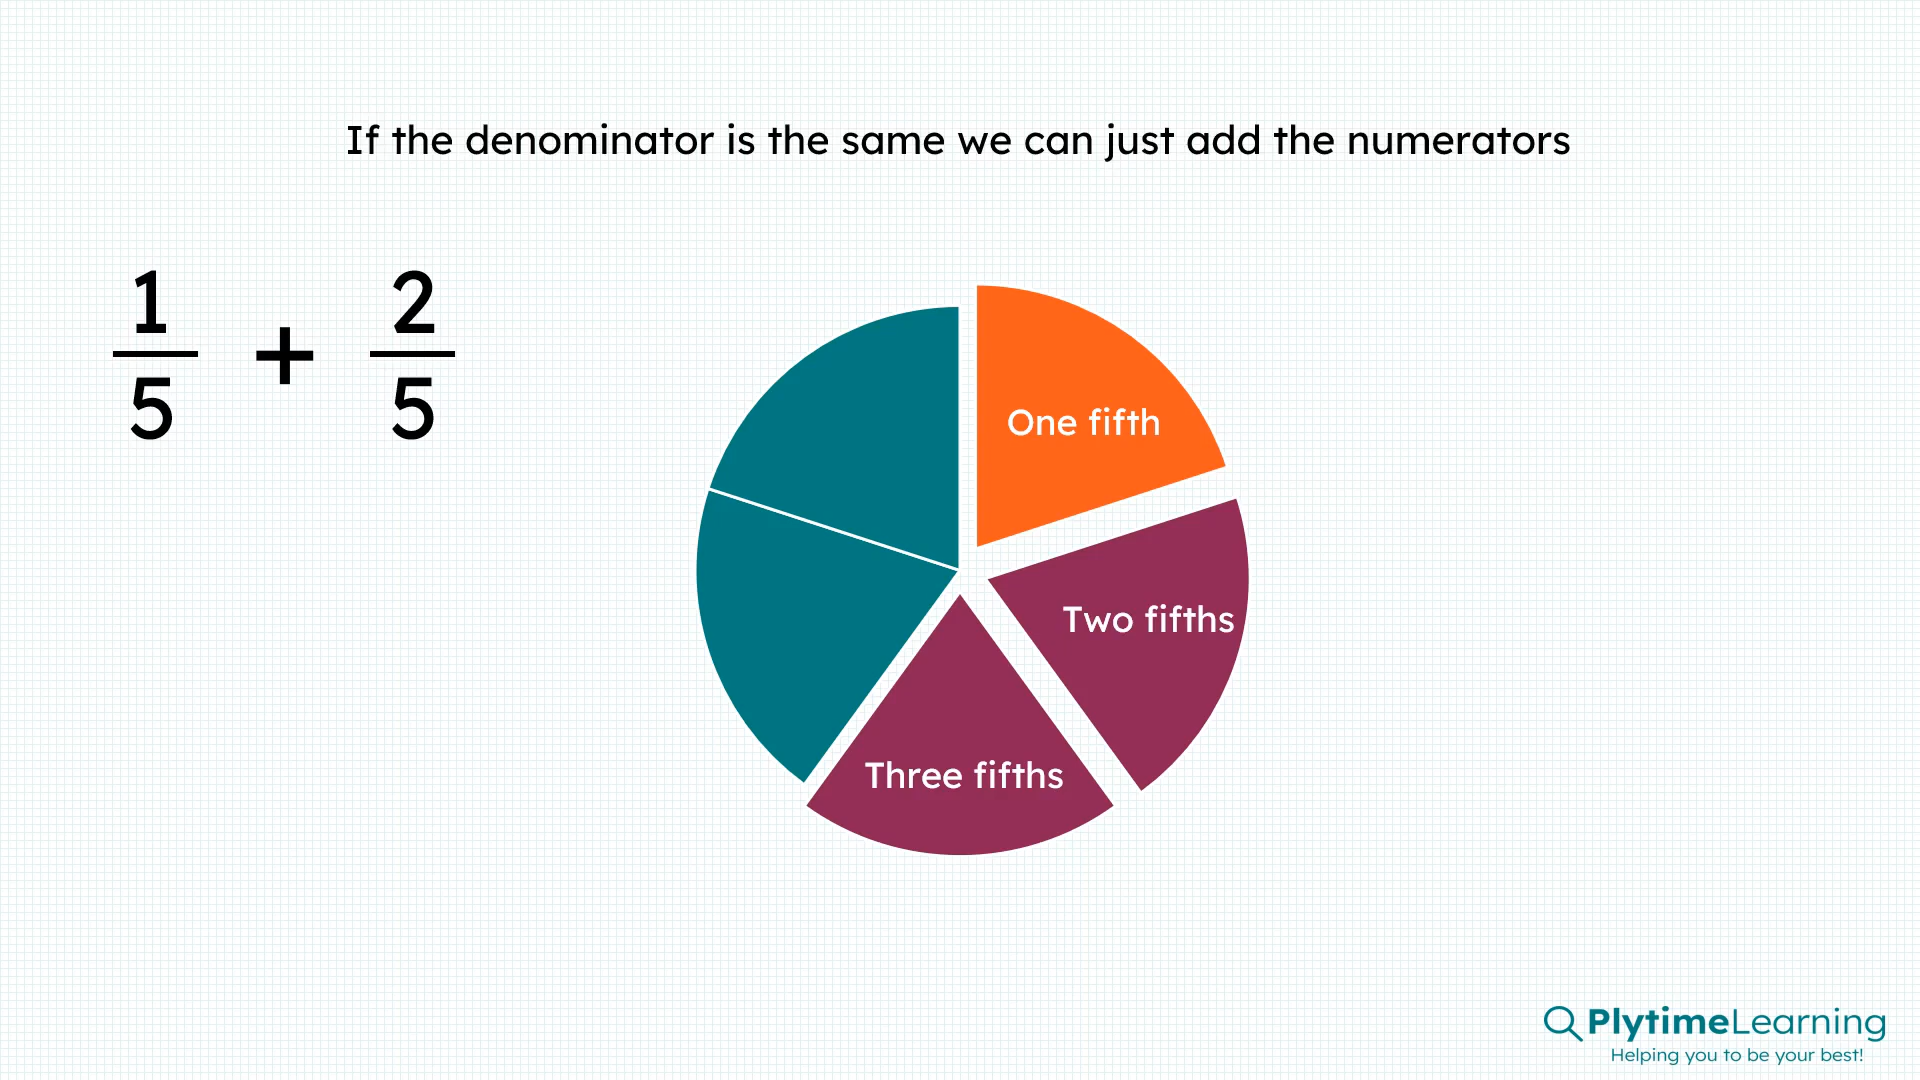 If the denominator is the same we can just add the numerators
1 2
+
5 5
One fifth
Two fifths
Three fifths
PlytimeLearning
Helping you to be your best!